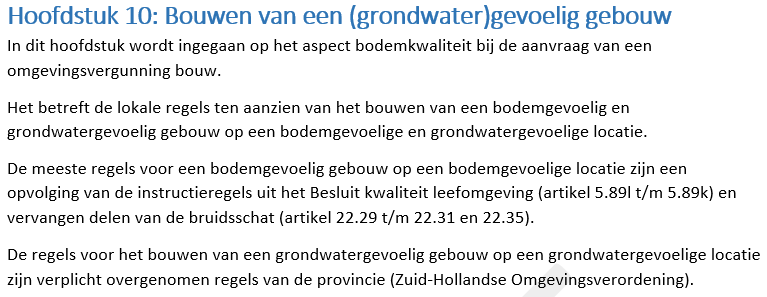 Hoofdstuk 10: Bouwen van een (grondwater)gevoelig gebouw
In dit hoofdstuk wordt ingegaan op het aspect bodemkwaliteit bij de aanvraag van een
omgevingsvergunning bouw.
Het betreft de lokale regels ten aanzien van het bouwen van een bodemgevoelig en
grondwatergevoelig gebouw op een bodemgevoelige en grondwatergevoelige locatie.
De meeste regels voor een bodemgevoelig gebouw op een bodemgevoelige locatie zijn een
opvolging van de instructieregels uit het Besluit kwaliteit leefomgeving (artikel 5.89l t/m 5.89k) en
vervangen delen van de bruidsschat (artikel 22.29 t/m 22.31 en 22.35).
De regels voor het bouwen van een grondwatergevoelig gebouw op een grondwatergevoelige locatie
zijn verplicht overgenomen regels van de provincie (Zuid-Hollandse Omgevingsverordening).